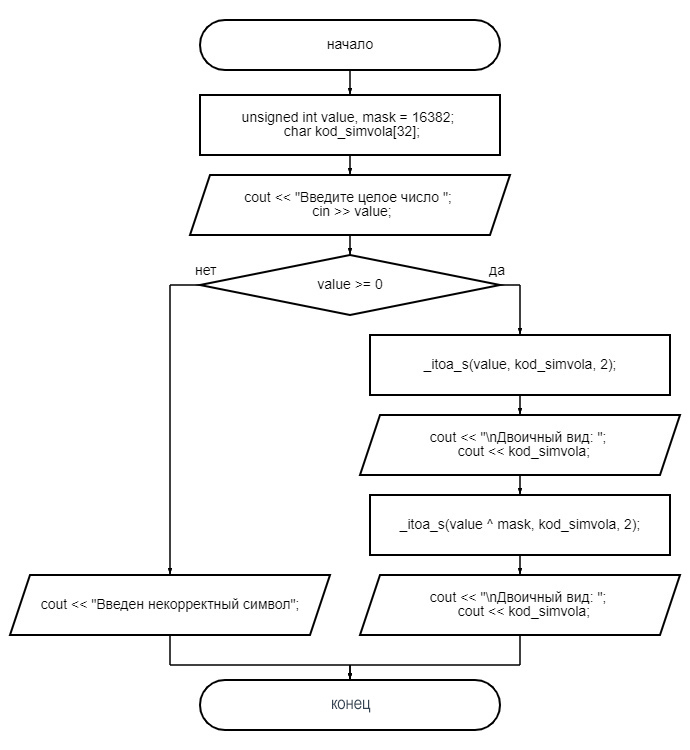 начало
unsigned int value, mask = 16382;
char kod_simvola[32];
cout << "Введите целое число ";
cin >> value;
нет
да
value >= 0
_itoa_s(value, kod_simvola, 2);
cout << "\nДвоичный вид: ";
cout << kod_simvola;
_itoa_s(value ^ mask, kod_simvola, 2);
cout << "Введен некорректный символ";
cout << "\nДвоичный вид: ";
cout << kod_simvola;
конец